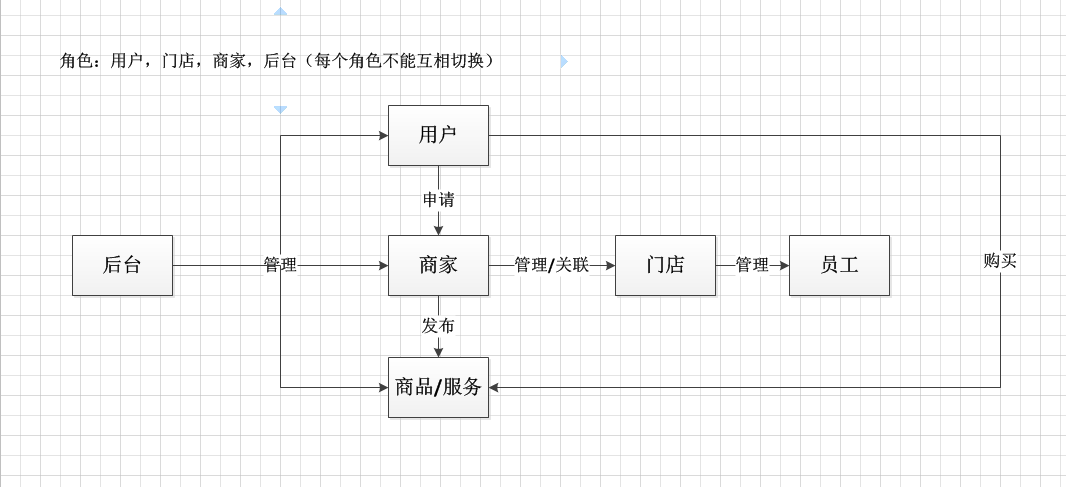 角色：用户，门店，商家，后台（每个角色不能互相切换）
用户
申请
后台
管理
商家
管理/关联
门店
管理
员工
购买
发布
商品/服务